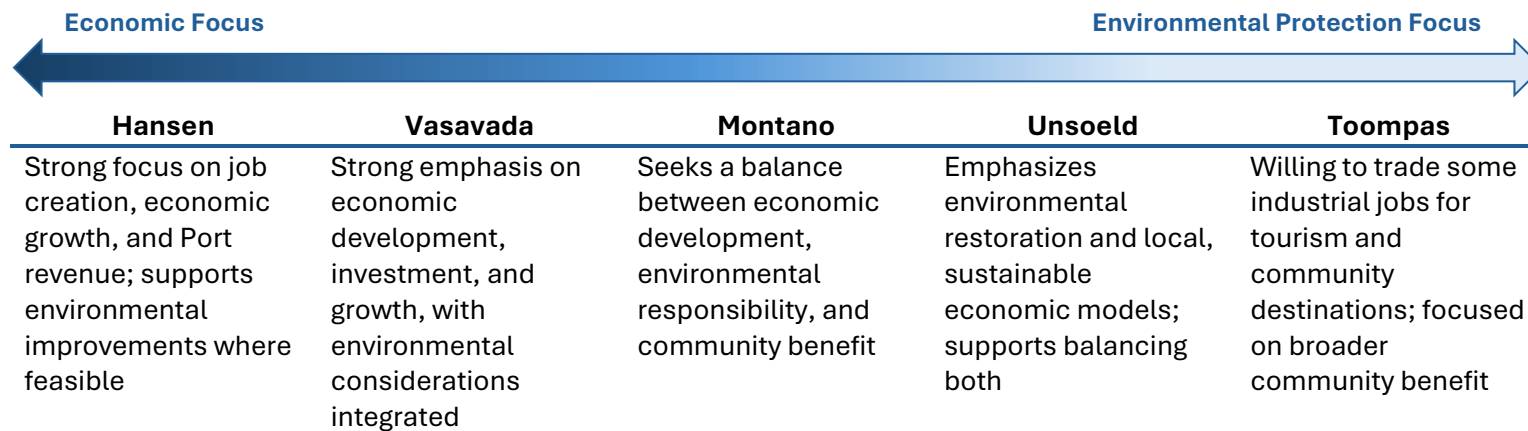 Economic Focus
Environmental Protection Focus
Hansen
Vasavada
Montano
Unsoeld
Toompas
Strong focus on job
creation, economic
growth, and Port
revenue; supports
environmental
improvements where
feasible
Strong emphasis on
economic
development,
investment, and
growth, with
environmental
considerations
integrated
Seeks a balance
between economic
development,
environmental
responsibility, and
community benefit
Emphasizes
environmental
restoration and local,
sustainable
economic models;
supports balancing
both
Willing to trade some
industrial jobs for
tourism and
community
destinations; focused
on broader
community benefit